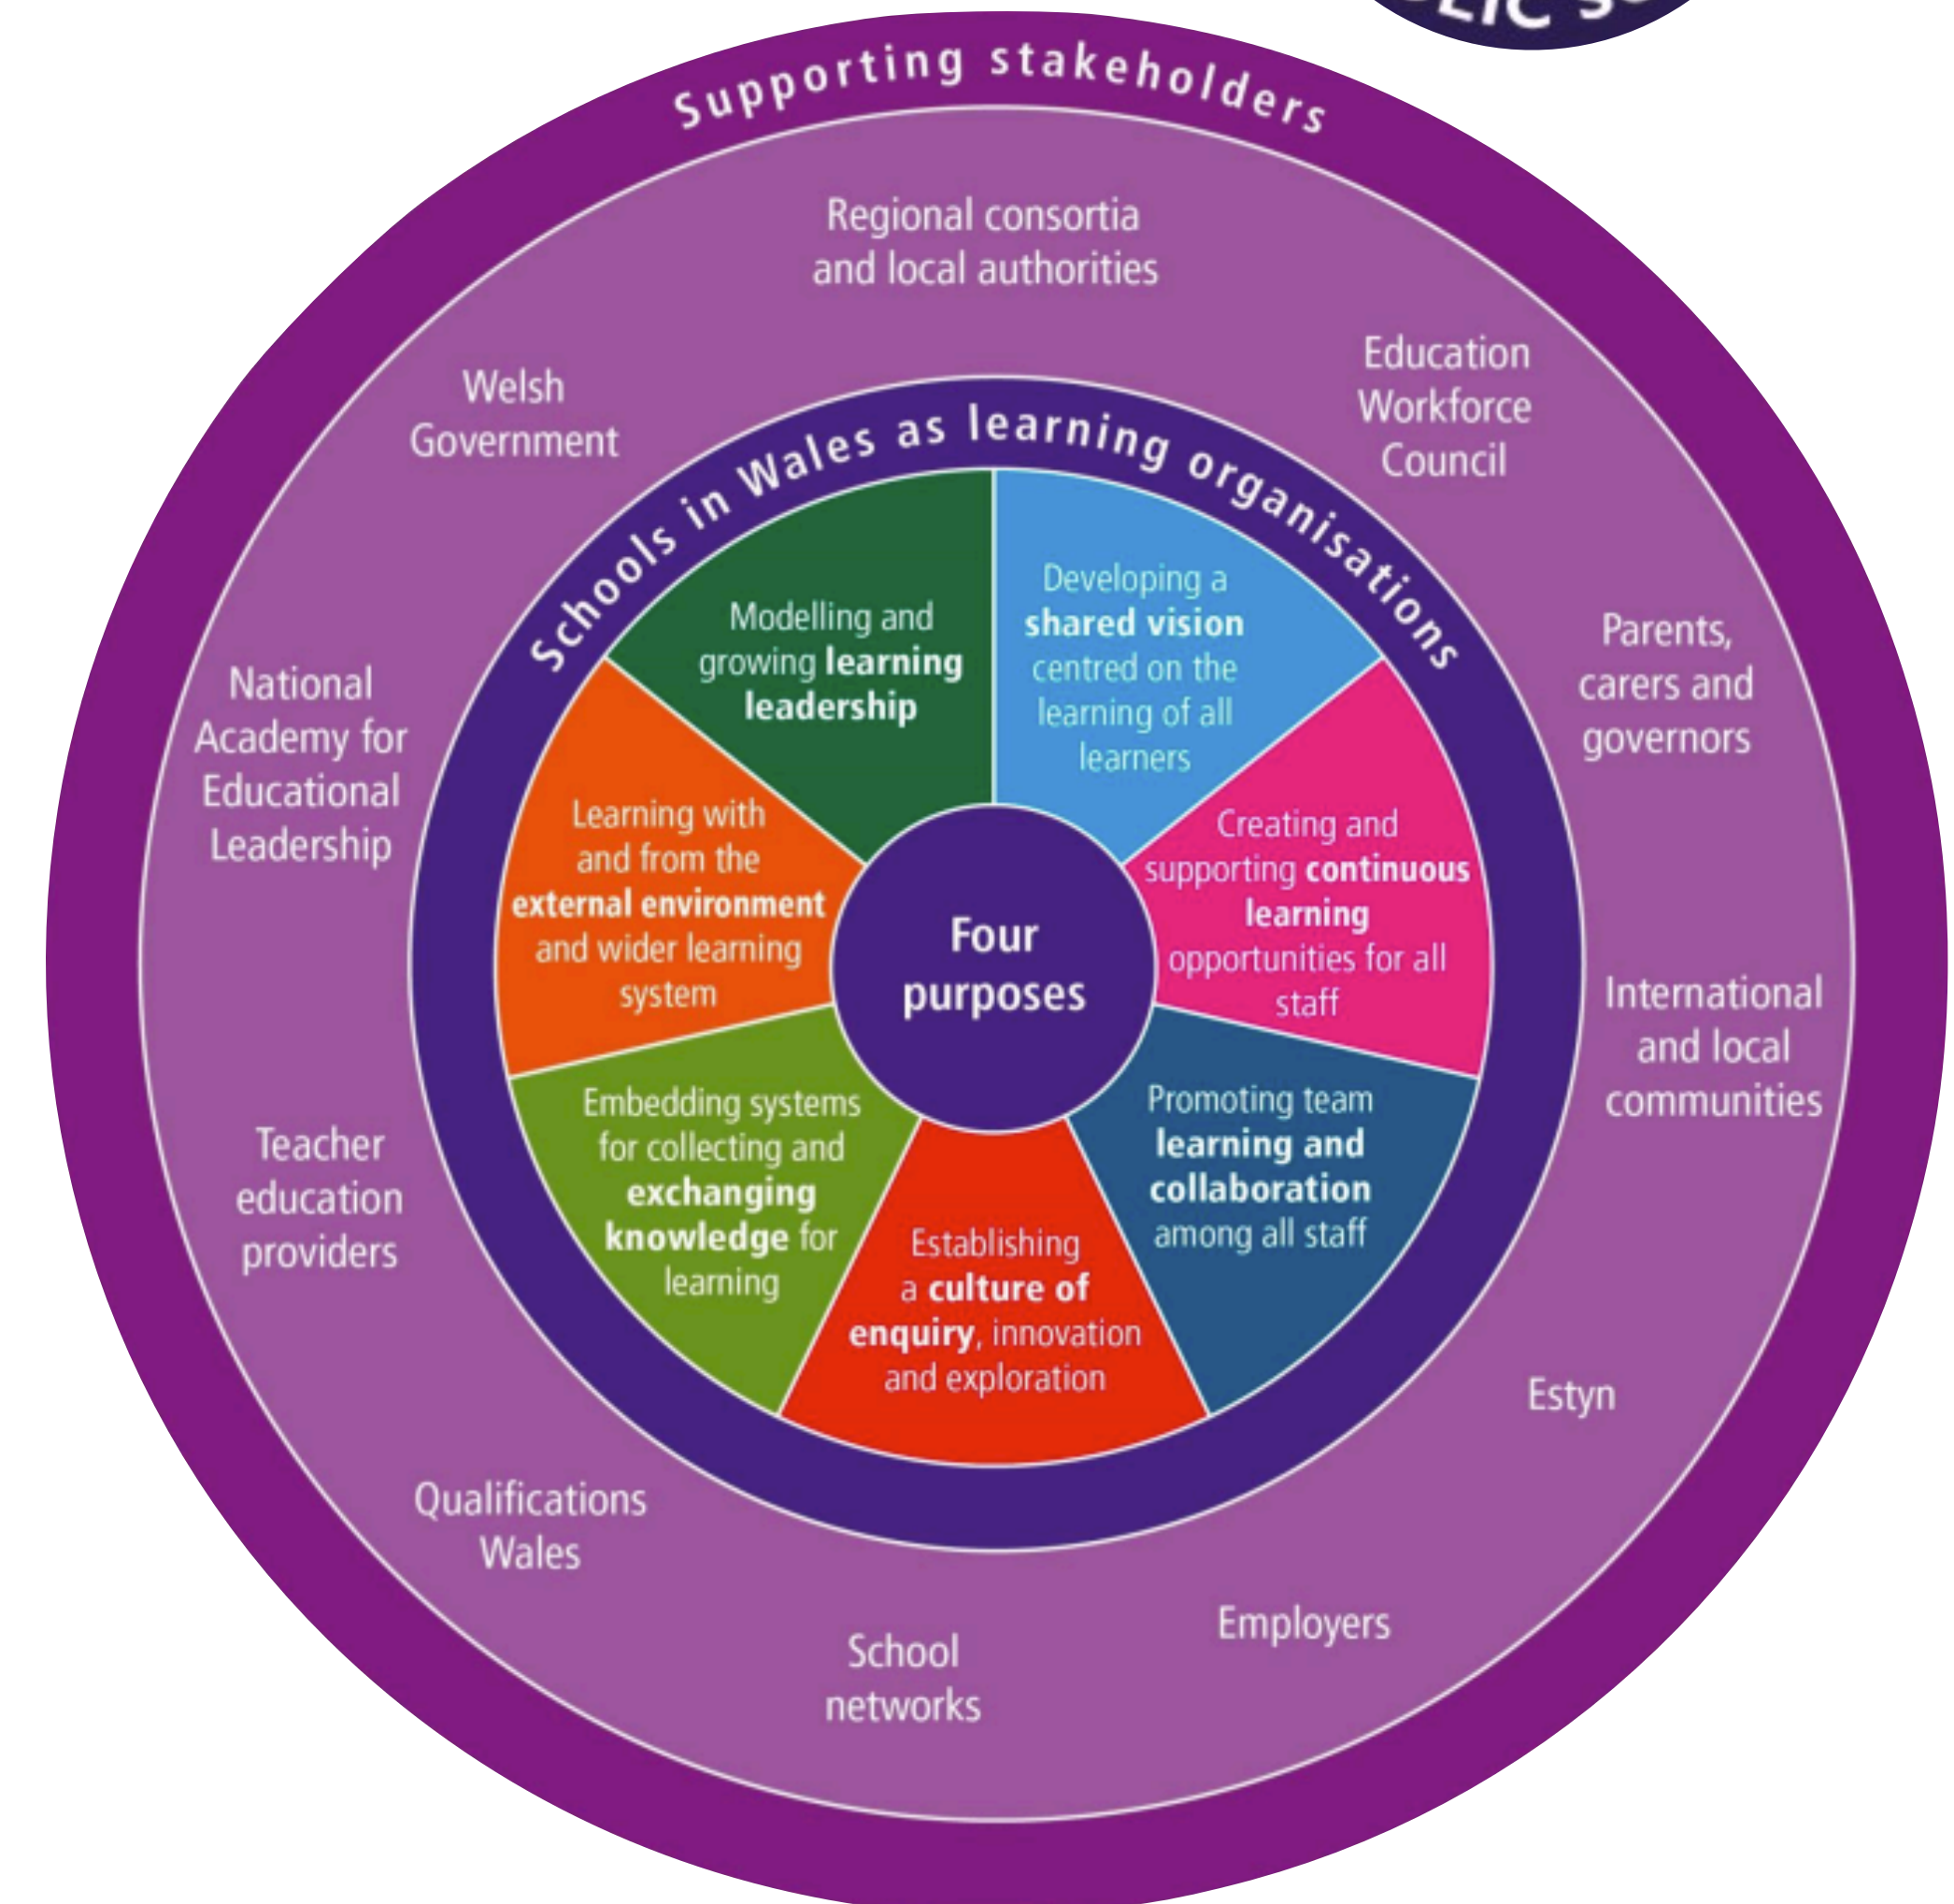 Supporting stakeholders
Regional consortia
and local authorities
Education
Workforce
Council
Parents,
carers and
governors
International
and local
communities
Estyn
Employers
School
networks
Qualifications
Wales
Teacher
education
providers
National
Academy for
Educational
Leadership
Welsh
Government
Schools in Wales as learning organisations
Developing a
shared vision
centred on the
learning of all
learners
Creating and
supporting continuous
learning
opportunities for all
staff
Promoting team
learning and
collaboration
among all staff
Establishing
a culture of
enquiry, innovation
and exploration
Embedding systems
for collecting and
exchanging
knowledge for
learning
Learning with
and from the
external environment
and wider learning
system
Modelling and
growing learning
leadership
Four
purposes